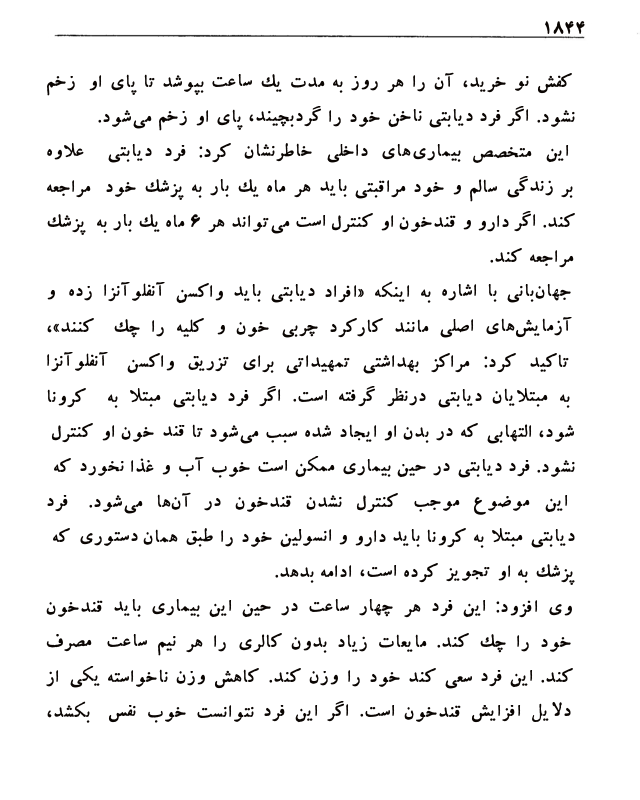 ۱۸۴۴
کفش نو خرید، آن را هر روز به مدت یك ساعت بپوشد تا پای او زخم
نشود. اگر فرد دیابتی ناخن خود را گردبچیند، پای او زخم می‌شود.
این متخصص بیماری‌های داخلی خاطرنشان کرد: فرد دیابتی علاوه
بر زندگی سالم و خود مراقبتی باید هر ماه یك بار به پزشك خود مراجعه
کند. اگر دارو و قندخون او کنترل است می‌تواند هر ۶ ماه یك بار به پزشك
مراجعه کند.
جهان‌بانی با اشاره به اینکه «افراد دیابتی باید واکسن آنفلوآنزا زده و
آزمایش‌های اصلی مانند کارکرد چربی خون و کلیه را چك کنند»،
تاکید کرد: مراکز بهداشتی تمهیداتی برای تزریق واکسن آنفلوآنزا
به مبتلایان دیابتی درنظر گرفته است. اگر فرد دیابتی مبتلا به کرونا
شود، التهابی که در بدن او ایجاد شده سبب می‌شود تا قند خون او کنترل
نشود. فرد دیابتی در حین بیماری ممکن است خوب آب و غذا نخورد که
این موضوع موجب کنترل نشدن قندخون در آن‌ها می‌شود. فرد
دیابتی مبتلا به کرونا باید دارو و انسولین خود را طبق همان دستوری که
پزشك به او تجویز کرده است، ادامه بدهد.
وی افزود: این فرد هر چهار ساعت در حین این بیماری باید قندخون
خود را چك کند. مایعات زیاد بدون کالری را هر نیم ساعت مصرف
کند. این فرد سعی کند خود را وزن کند. کاهش وزن ناخواسته یکی از
دلایل افزایش قندخون است. اگر این فرد نتوانست خوب نفس بکشد،